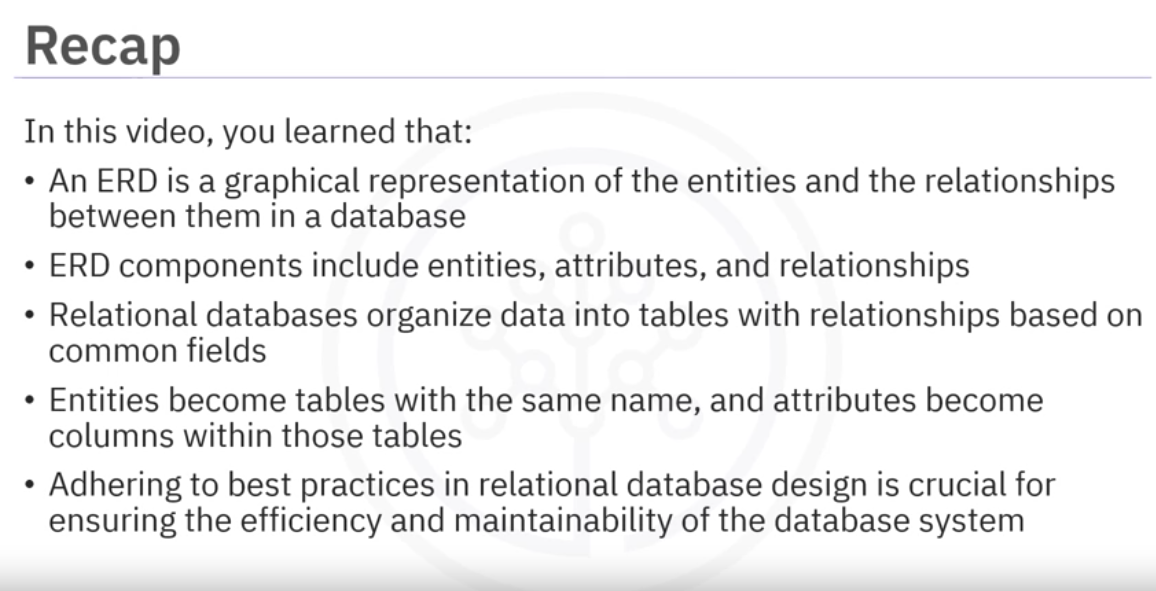 Recap
In this video, you learned that:
• An ERD is a graphical representation of the entities and the relationships
between them in a database
• ERD components include entities, attributes, and relationships
• Relational databases organize data into tables with relationships based on
common fields
• Entities become tables with the same name, and attributes become
columns within those tables
• Adhering to best practices in relational database design is crucial for
ensuring the efficiency and maintainability of the database system